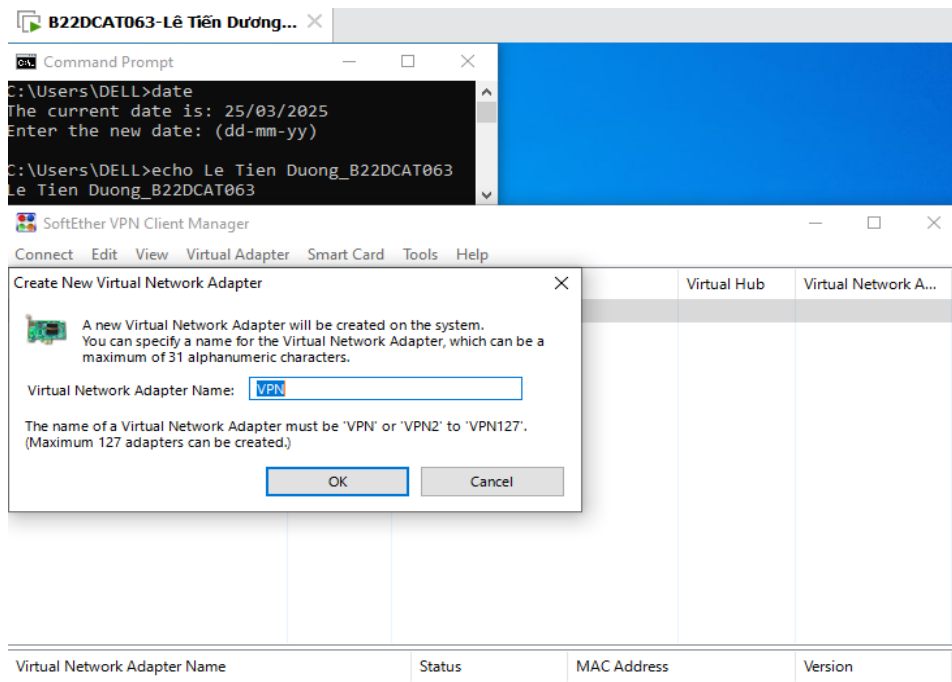 B22DCAT063-Lê Tiến Dương...
Command Prompt
C:\Users\DELL>date
The current date is: 25/03/2025
Enter the new date: (dd-mm-yy)
C:\Users\DELL>echo Le Tien Duong_B22DCAT063
Le Tien Duong_B22DCAT063
SoftEther VPN Client Manager
Connect Edit View Virtual Adapter Smart Card Tools Help
Create New Virtual Network Adapter
Virtual Hub Virtual Network A...
A new Virtual Network Adapter will be created on the system.
You can specify a name for the Virtual Network Adapter, which can be a
maximum of 31 alphanumeric characters.
Virtual Network Adapter Name: VPN
The name of a Virtual Network Adapter must be 'VPN' or 'VPN2' to 'VPN127'.
(Maximum 127 adapters can be created.)
OK Cancel
Virtual Network Adapter Name Status MAC Address Version